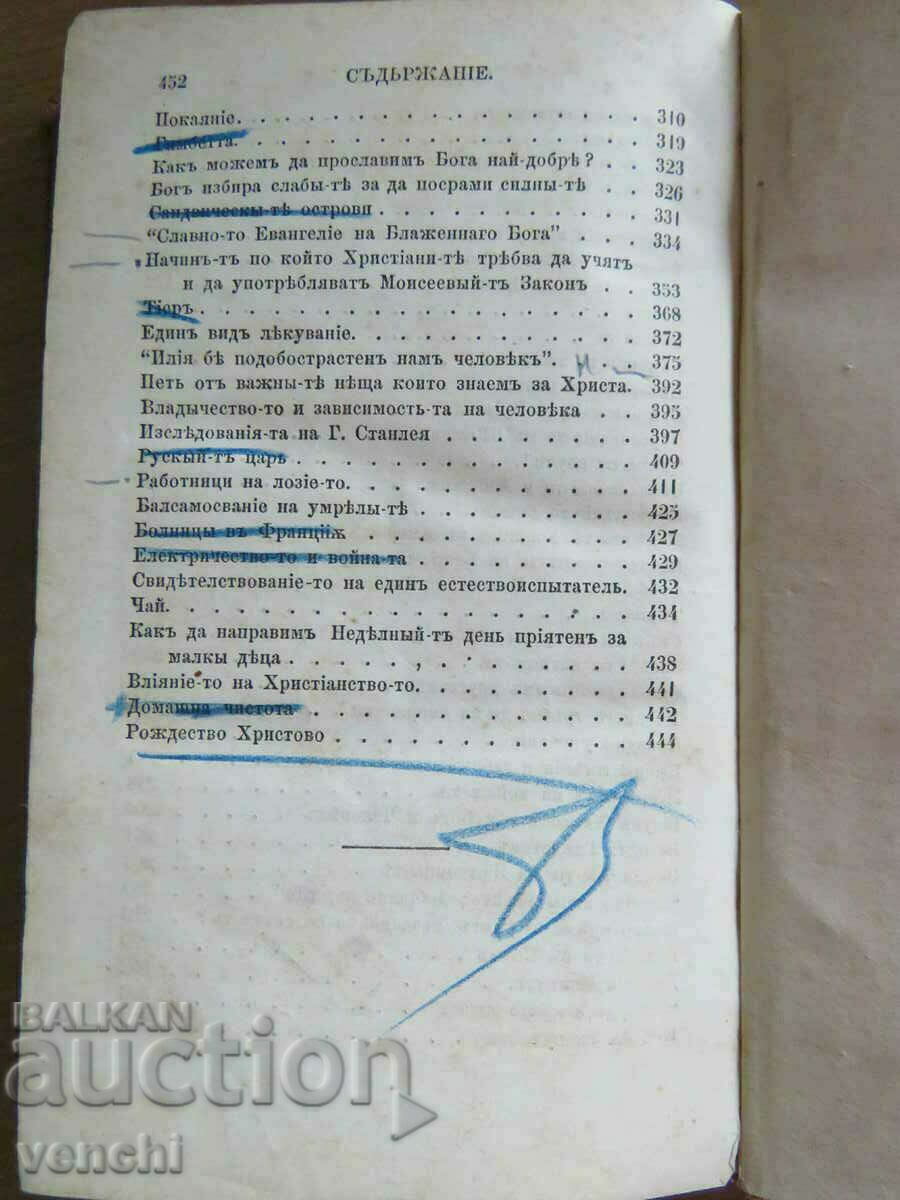 452 СЪДЬРЖАНІЕ.
Покаяніе. . . . . . . . . . . . . . . . . 310
Гамбетта. . . . . . . . . . . . . . . . . 319
Какъ можемъ да прославимъ Бога най-добрѣ? . . 323
Богъ избира слабы-тѣ за да посрами силны-тѣ . . 326
Сандвическы-тѣ острови . . . . . . . . . . . 331
“Славно-то Евангеліе на Блаженнаго Бога” . . . 334
Начинъ-тъ по който Христіани-тѣ трѣбва да учятъ
и да употрѣбляватъ Моисеевый-тъ Законъ . . 353
Тіеръ. . . . . . . . . . . . . . . . . . 368
Единъ видъ лѣкуваніе. . . . . . . . . . . . 372
“Илія бѣ подобострастенъ намъ человѣкъ”. . . . 375
Петь отъ важны-тѣ нѣща които знаемъ за Христа. 392
Владычество-то и зависимость-та на человѣка . . 395
Изслѣдованія-та на Г. Станлея . . . . . . . . 397
Рускый-тъ царь . . . . . . . . . . . . . . 409
Работници на лозіе-то. . . . . . . . . . . . 411
Балсамосваніе на умрѣлы-тѣ . . . . . . . . . 425
Болницы въ Франціѭ . . . . . . . . . . . . 427
Електричество-то и война-та . . . . . . . . . 429
Свидѣтелствованіе-то на единъ естествоиспытатель. 432
Чай. . . . . . . . . . . . . . . . . . . 434
Какъ да направимъ Недѣлный-тъ день пріятенъ за
малкы дѣца . . . . . . . . . . . . . . 438
Вліяніе-то на Христіанство-то. . . . . . . . . 441
Домашна чистота . . . . . . . . . . . . . 442
Рождество Христово . . . . . . . . . . . . 444
BALKAN
auction
venchi